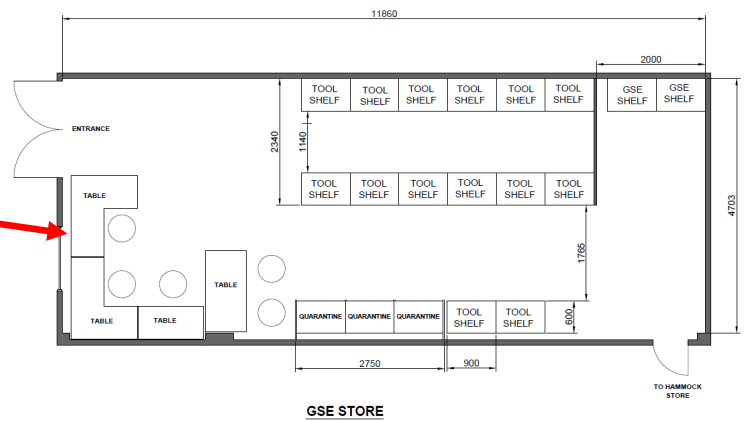 11860
2000
TOOL SHELF TOOL SHELF TOOL SHELF TOOL SHELF TOOL SHELF TOOL SHELF
GSE SHELF GSE SHELF
ENTRANCE
2340
1140
TOOL SHELF TOOL SHELF TOOL SHELF TOOL SHELF TOOL SHELF TOOL SHELF
TABLE
4703
1765
TABLE
QUARANTINE QUARANTINE QUARANTINE
TOOL SHELF TOOL SHELF
600
TABLE TABLE
2750
900
TO HAMMOCK
STORE
GSE STORE